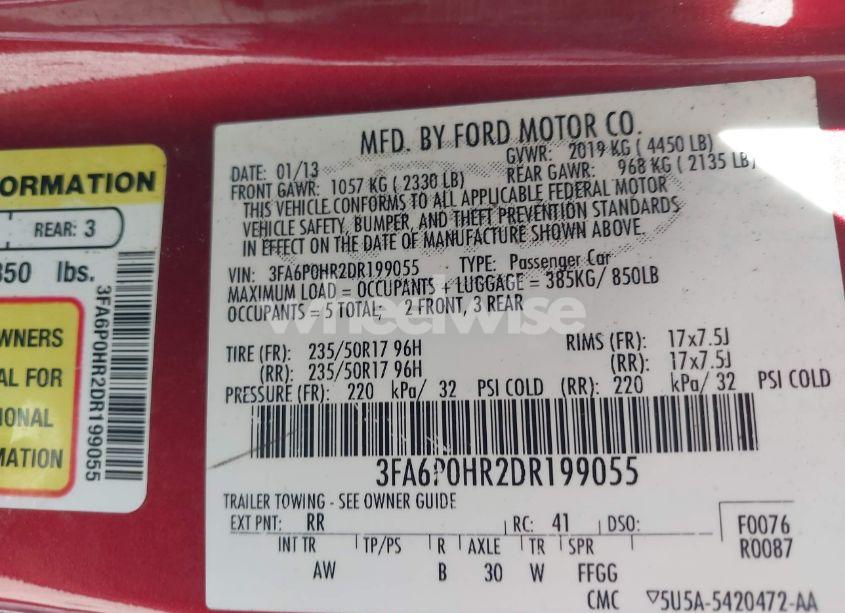 ORMATION
REAR: 3
350 lbs.
3FA6P0HR2DR199055
WNERS
AL FOR
IONAL
MATION
MFD. BY FORD MOTOR CO.
DATE: 01/13 GVWR: 2019 KG ( 4450 LB)
FRONT GAWR: 1057 KG ( 2330 LB) REAR GAWR: 968 KG ( 2135 LB)
THIS VEHICLE CONFORMS TO ALL APPLICABLE FEDERAL MOTOR
VEHICLE SAFETY, BUMPER, AND THEFT PREVENTION STANDARDS
IN EFFECT ON THE DATE OF MANUFACTURE SHOWN ABOVE.
VIN: 3FA6P0HR2DR199055 TYPE: Passenger Car
MAXIMUM LOAD = OCCUPANTS + LUGGAGE = 385KG/ 850LB
OCCUPANTS = 5 TOTAL; 2 FRONT, 3 REAR
wheelwise
TIRE (FR): 235/50R17 96H RIMS (FR): 17x7.5J
(RR): 235/50R17 96H (RR): 17x7.5J
PRESSURE (FR): 220 kPa/ 32 PSI COLD (RR): 220 kPa/ 32 PSI COLD
3FA6P0HR2DR199055
TRAILER TOWING - SEE OWNER GUIDE
EXT PNT: RR RC: 41 DSO: F0076
INT TR TP/PS R AXLE TR SPR R0087
AW B 30 W FFGG
CMC 5U5A-5420472-AA